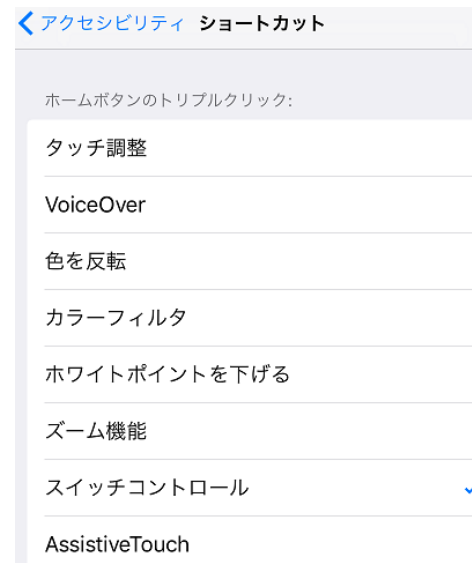 アクセシビリティ ショートカット
ホームボタンのトリプルクリック:
タッチ調整
VoiceOver
色を反転
カラーフィルタ
ホワイトポイントを下げる
ズーム機能
スイッチコントロール
AssistiveTouch